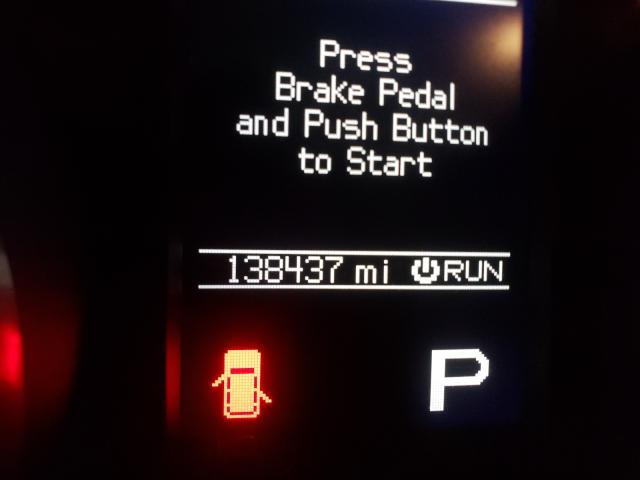 Press
Brake Pedal
and Push Button
to Start
138437 mi RUN
P